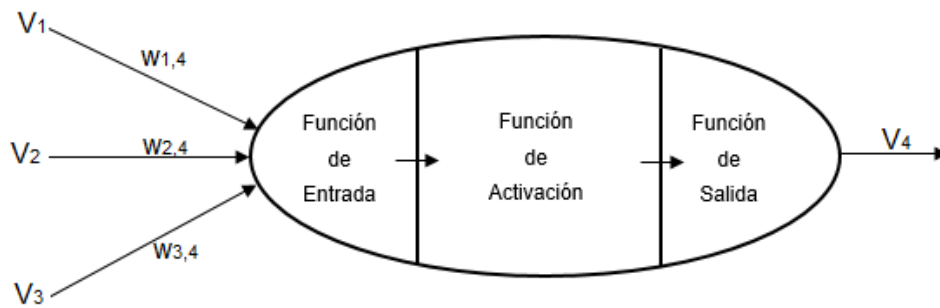 V1
W1,4
V2
W2,4
V3
W3,4
Función
de
Entrada
Función
de
Activación
Función
de
Salida
V4